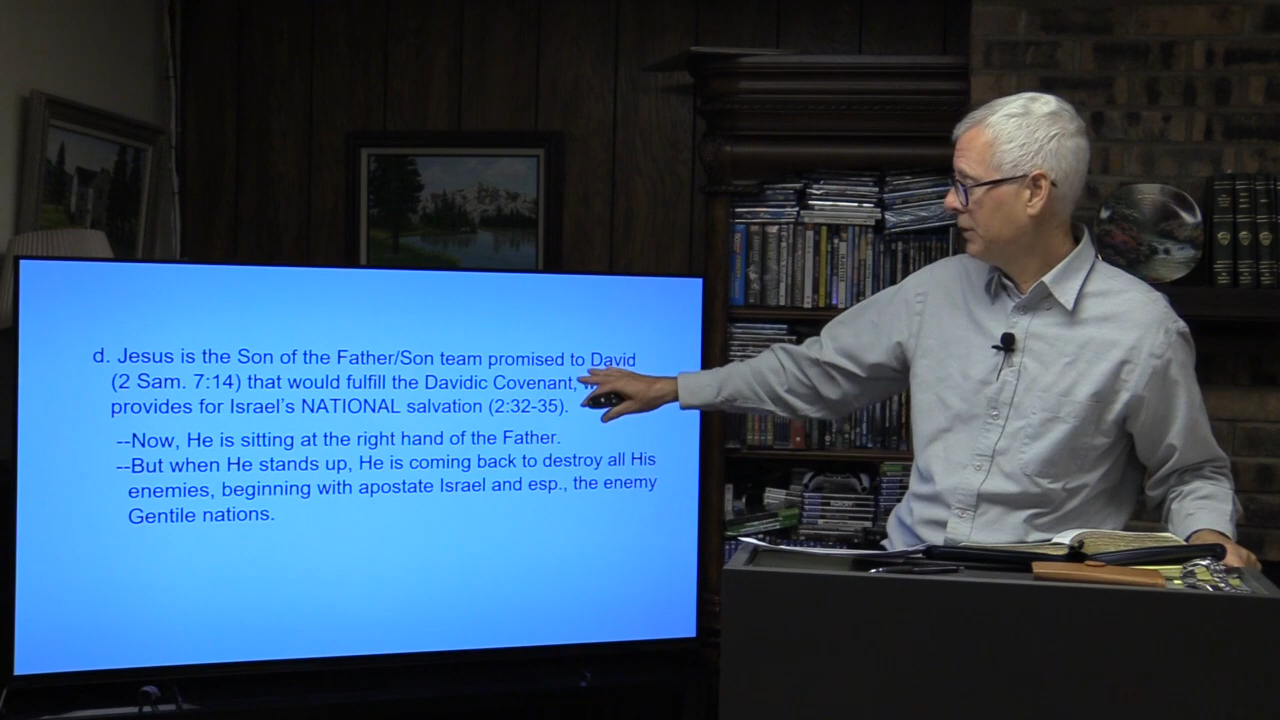 d. Jesus is the Son of the Father/Son team promised to David
(2 Sam. 7:14) that would fulfill the Davidic Covenant,
provides for Israel's NATIONAL salvation (2:32-35).
--Now, He is sitting at the right hand of the Father.
--But when He stands up, He is coming back to destroy all His
enemies, beginning with apostate Israel and esp., the enemy
Gentile nations.